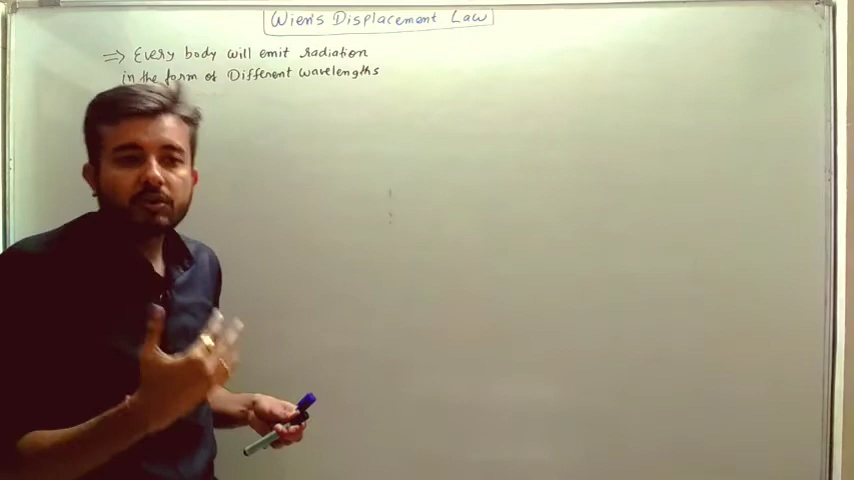 Wien's Displacement Law
⇒ Every body will emit radiation
in the form of Different wavelengths